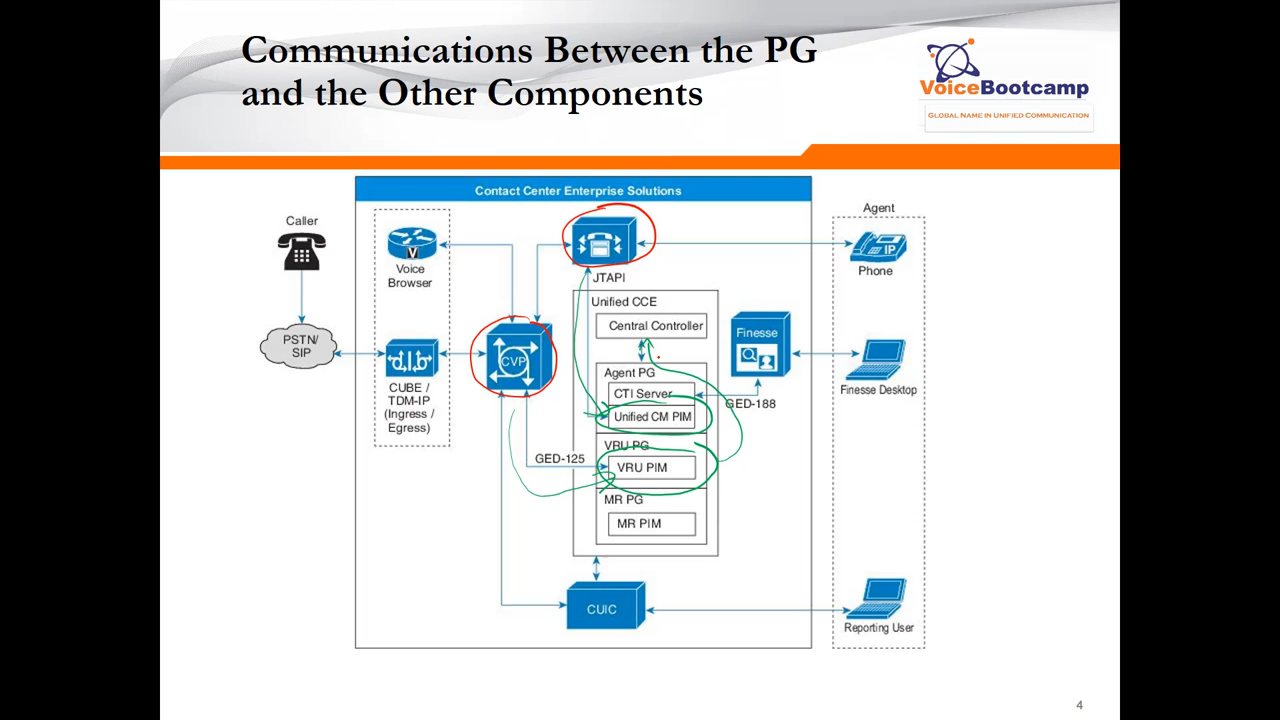 Communications Between the PG
and the Other Components
VoiceBootcamp
GLOBAL NAME IN UNIFIED COMMUNICATION
Contact Center Enterprise Solutions
Caller
Agent
V
Voice
Browser
IP
Phone
JTAPI
Unified CCE
Central Controller
Finesse
PSTN/
SIP
CVP
Agent PG
CTI Server
Finesse Desktop
CUBE /
TDM-IP
(Ingress /
Egress)
GED-188
Unified CM PIM
VRU PG
GED-125
VRU PIM
MR PG
MR PIM
CUIC
Reporting User
4